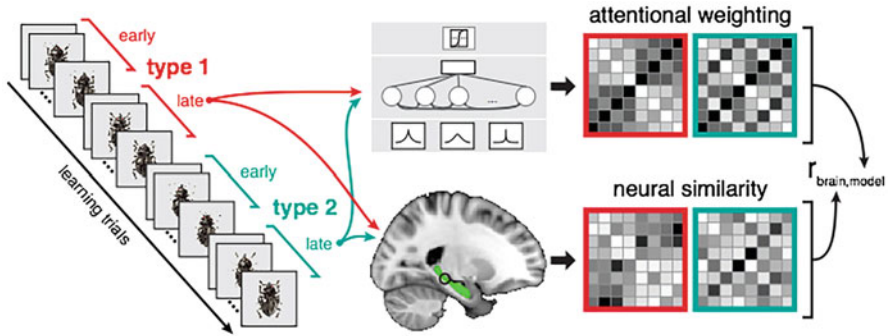 early
type 1
late
early
type 2
late
learning trials
attentional weighting
neural similarity
r brain,model